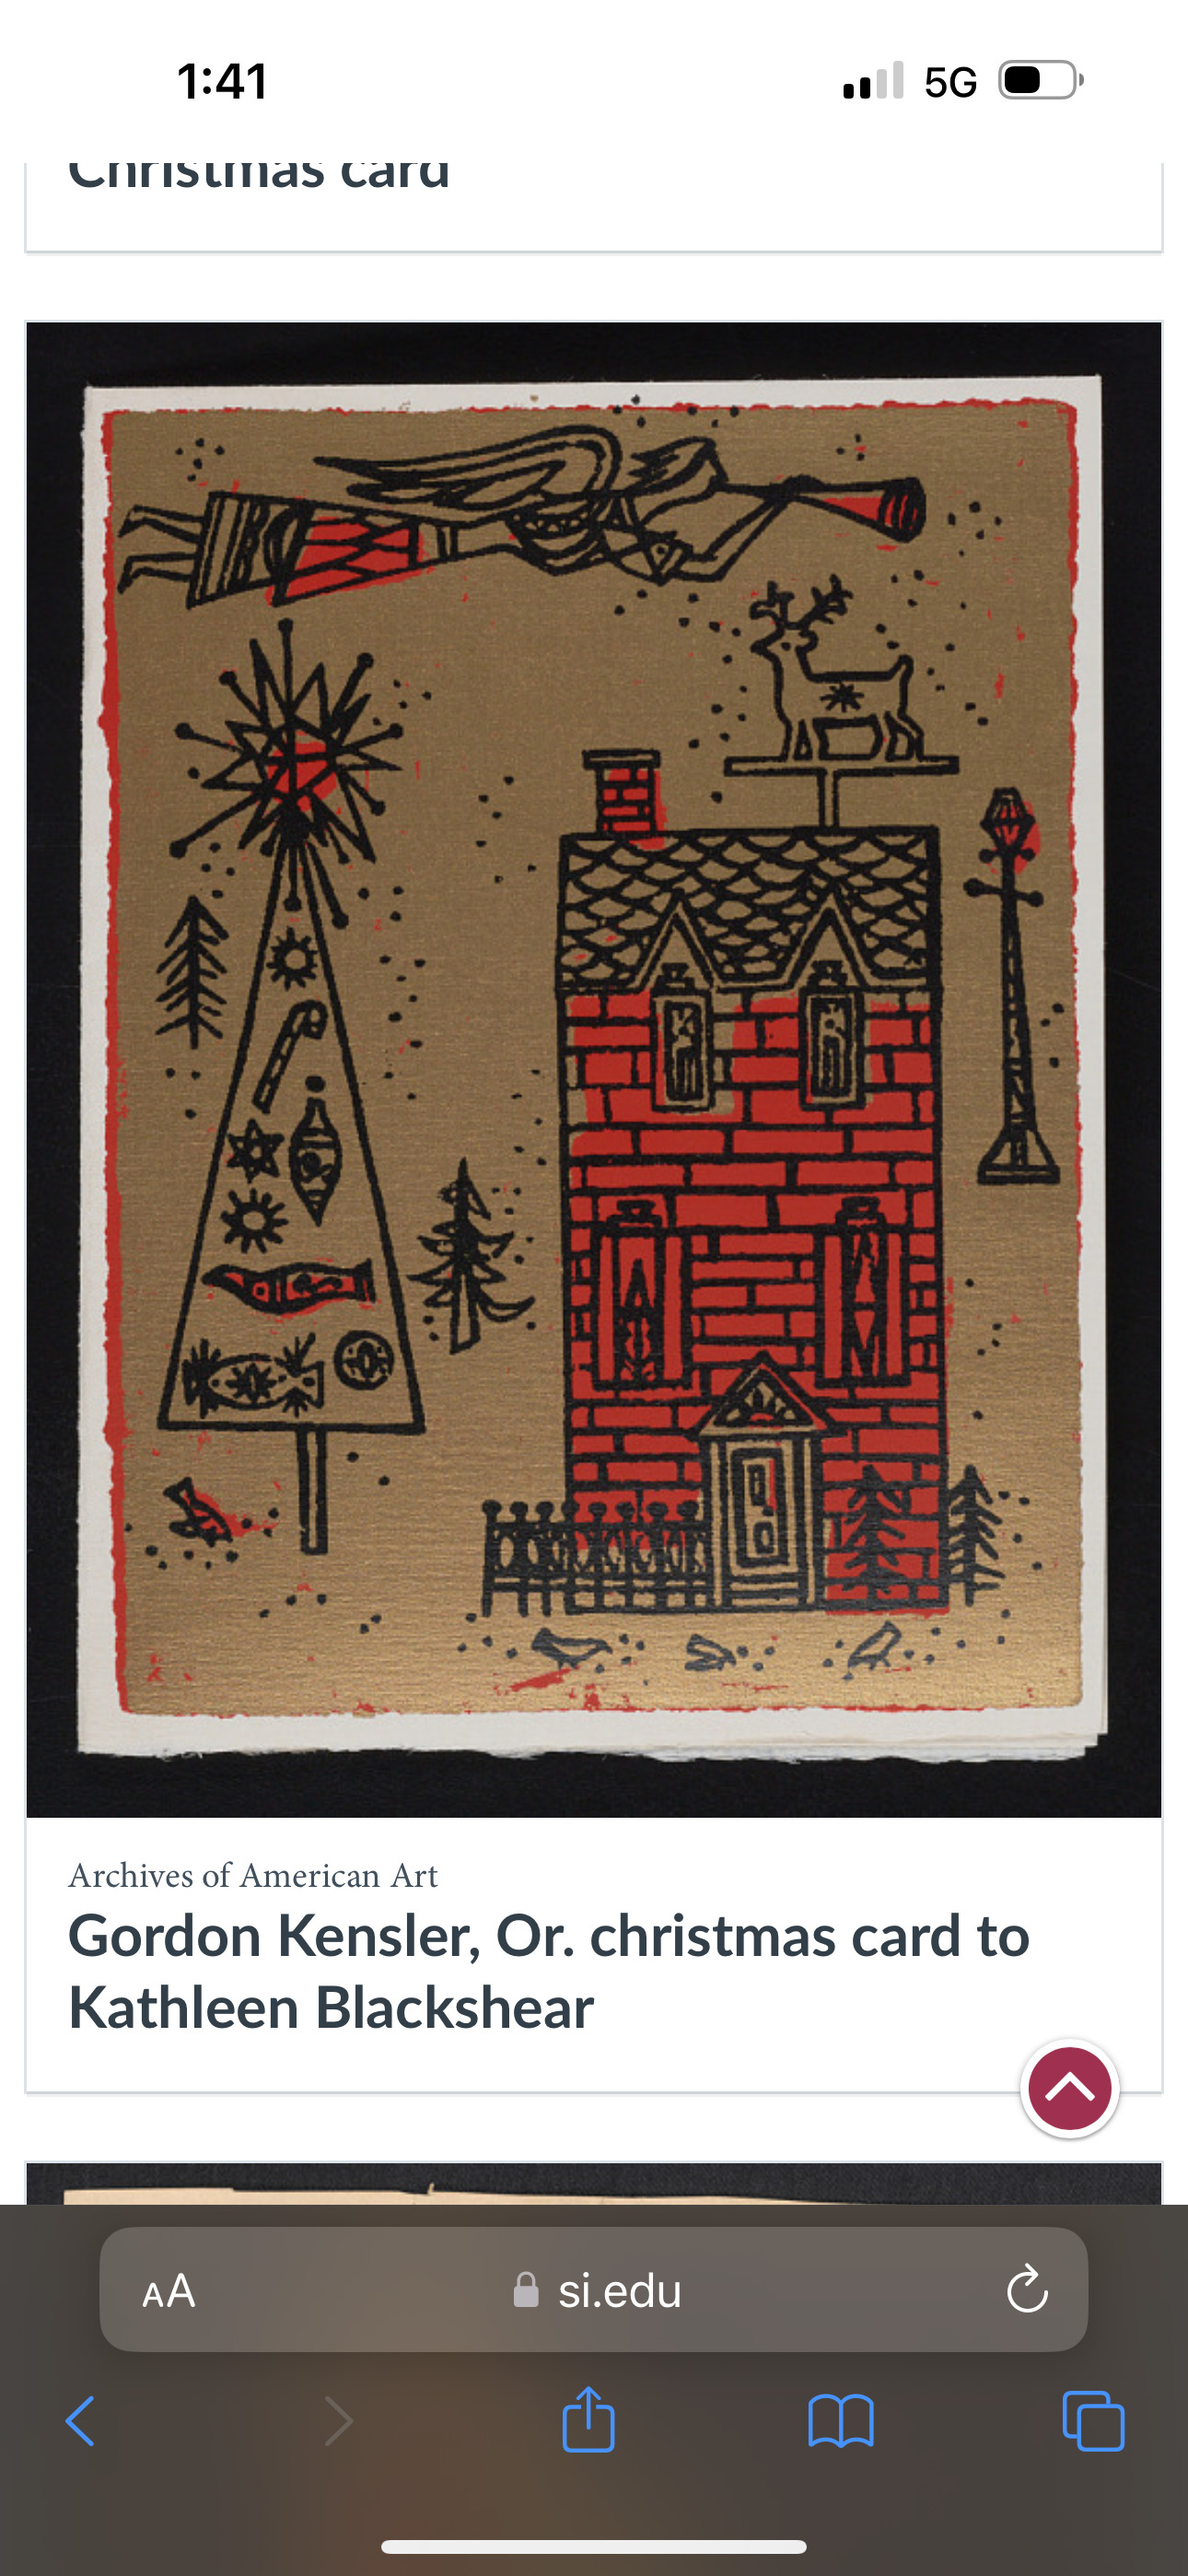 1:41 5G
Christmas card
Archives of American Art
Gordon Kensler, Or. christmas card to
Kathleen Blackshear
AA si.edu